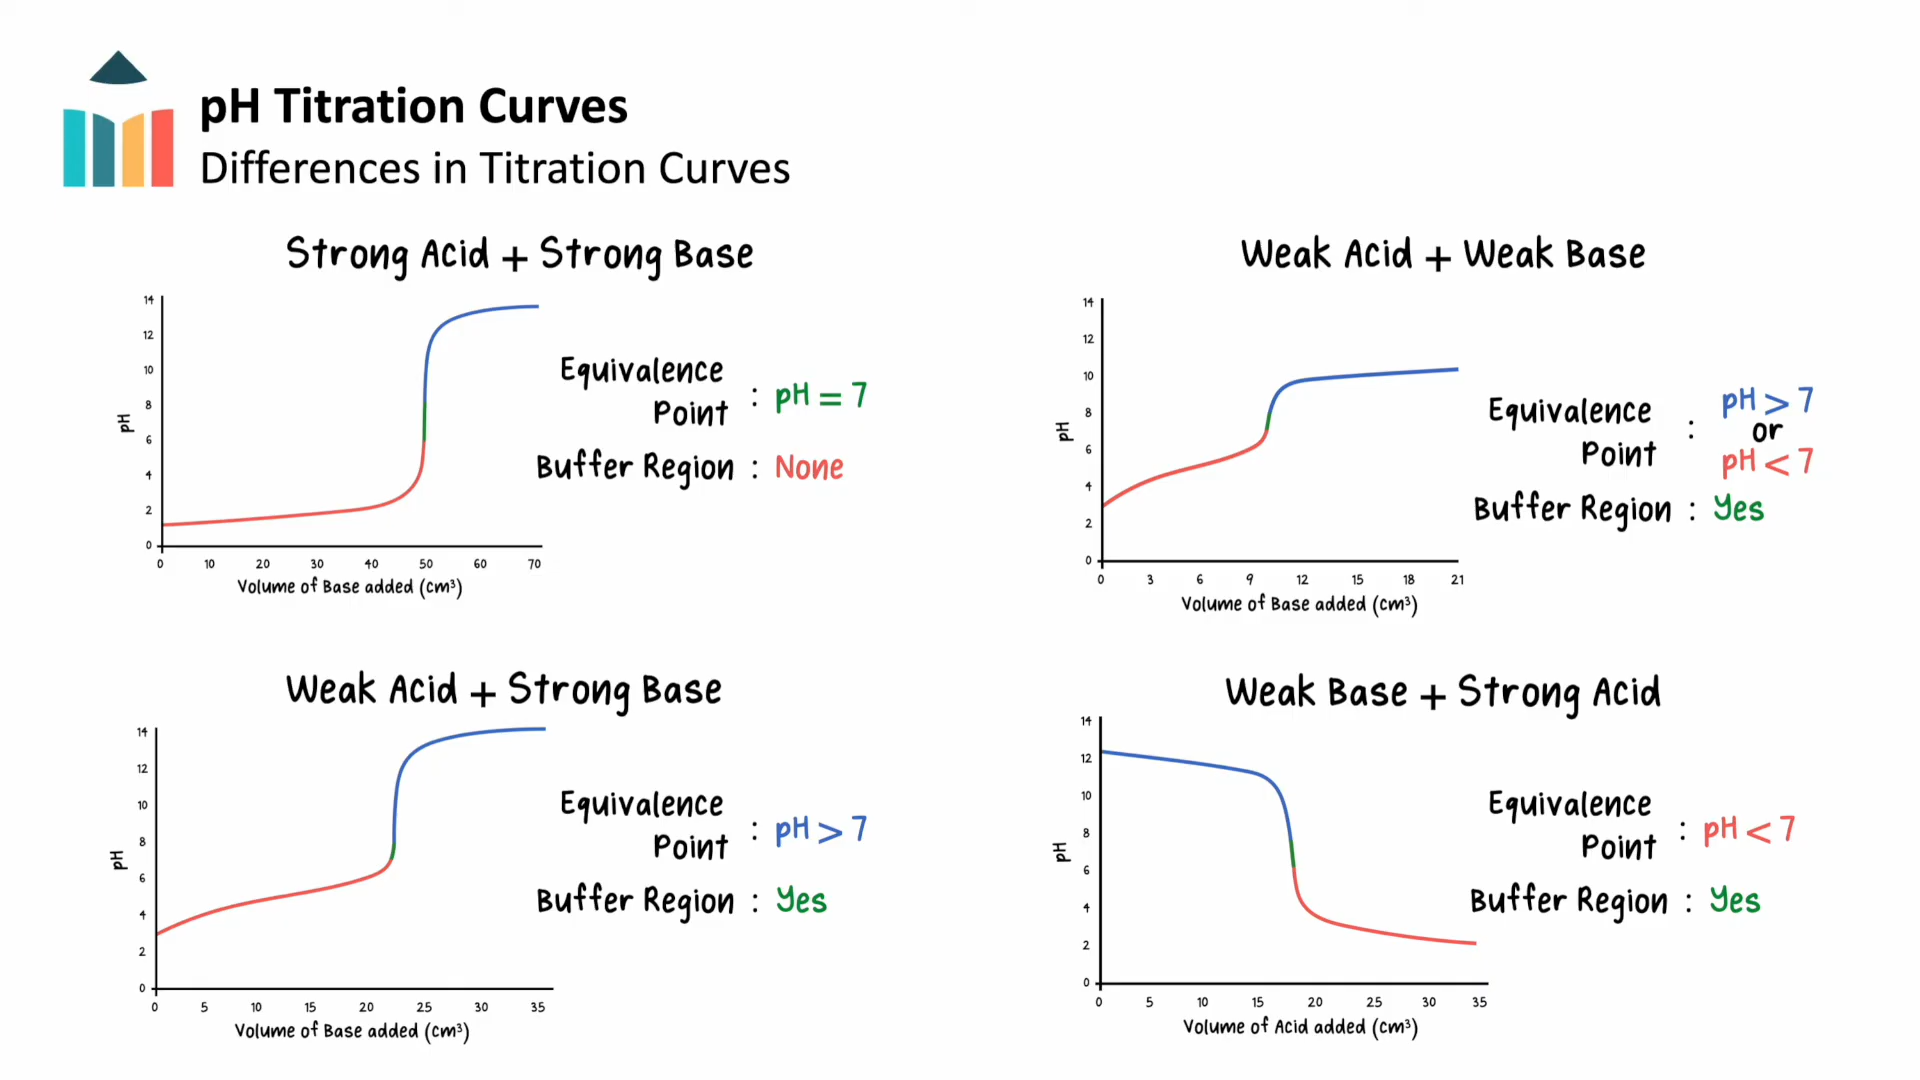 pH Titration Curves
Differences in Titration Curves
Strong Acid + Strong Base
14
12
10
8
6
4
2
0
pH
0 10 20 30 40 50 60 70
Volume of Base added (cm³)
Equivalence
Point : pH = 7
Buffer Region : None
Weak Acid + Weak Base
14
12
10
8
6
4
2
0
pH
0 3 6 9 12 15 18 21
Volume of Base added (cm³)
Equivalence
Point : pH > 7
or
pH < 7
Buffer Region : Yes
Weak Acid + Strong Base
14
12
10
8
6
4
2
0
pH
0 5 10 15 20 25 30 35
Volume of Base added (cm³)
Equivalence
Point : pH > 7
Buffer Region : Yes
Weak Base + Strong Acid
14
12
10
8
6
4
2
0
pH
0 5 10 15 20 25 30 35
Volume of Acid added (cm³)
Equivalence
Point : pH < 7
Buffer Region : Yes